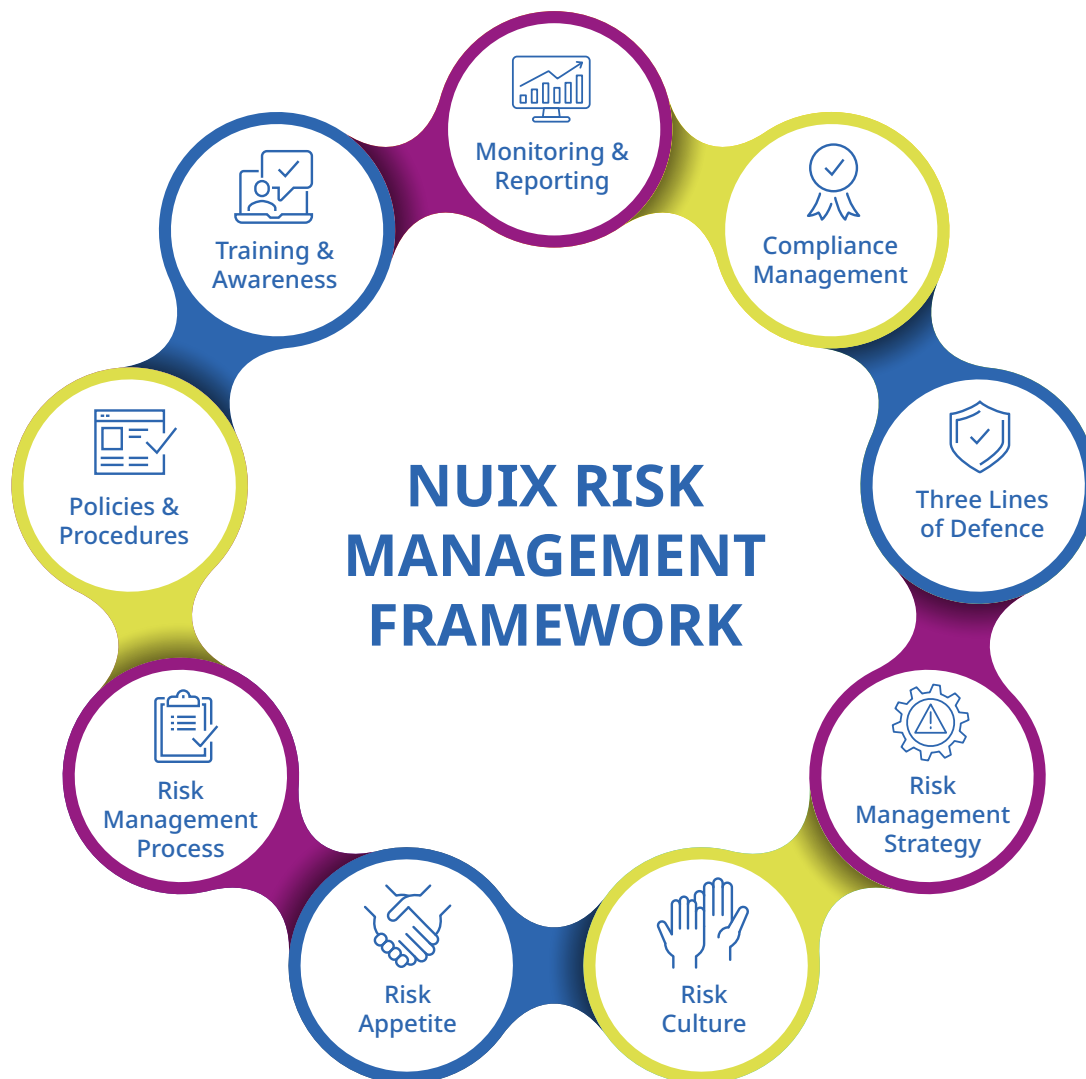 Monitoring &
Reporting
Compliance
Management
Three Lines
of Defence
Risk
Management
Strategy
Risk
Culture
Risk
Appetite
Risk
Management
Process
Policies &
Procedures
Training &
Awareness
NUIX RISK
MANAGEMENT
FRAMEWORK